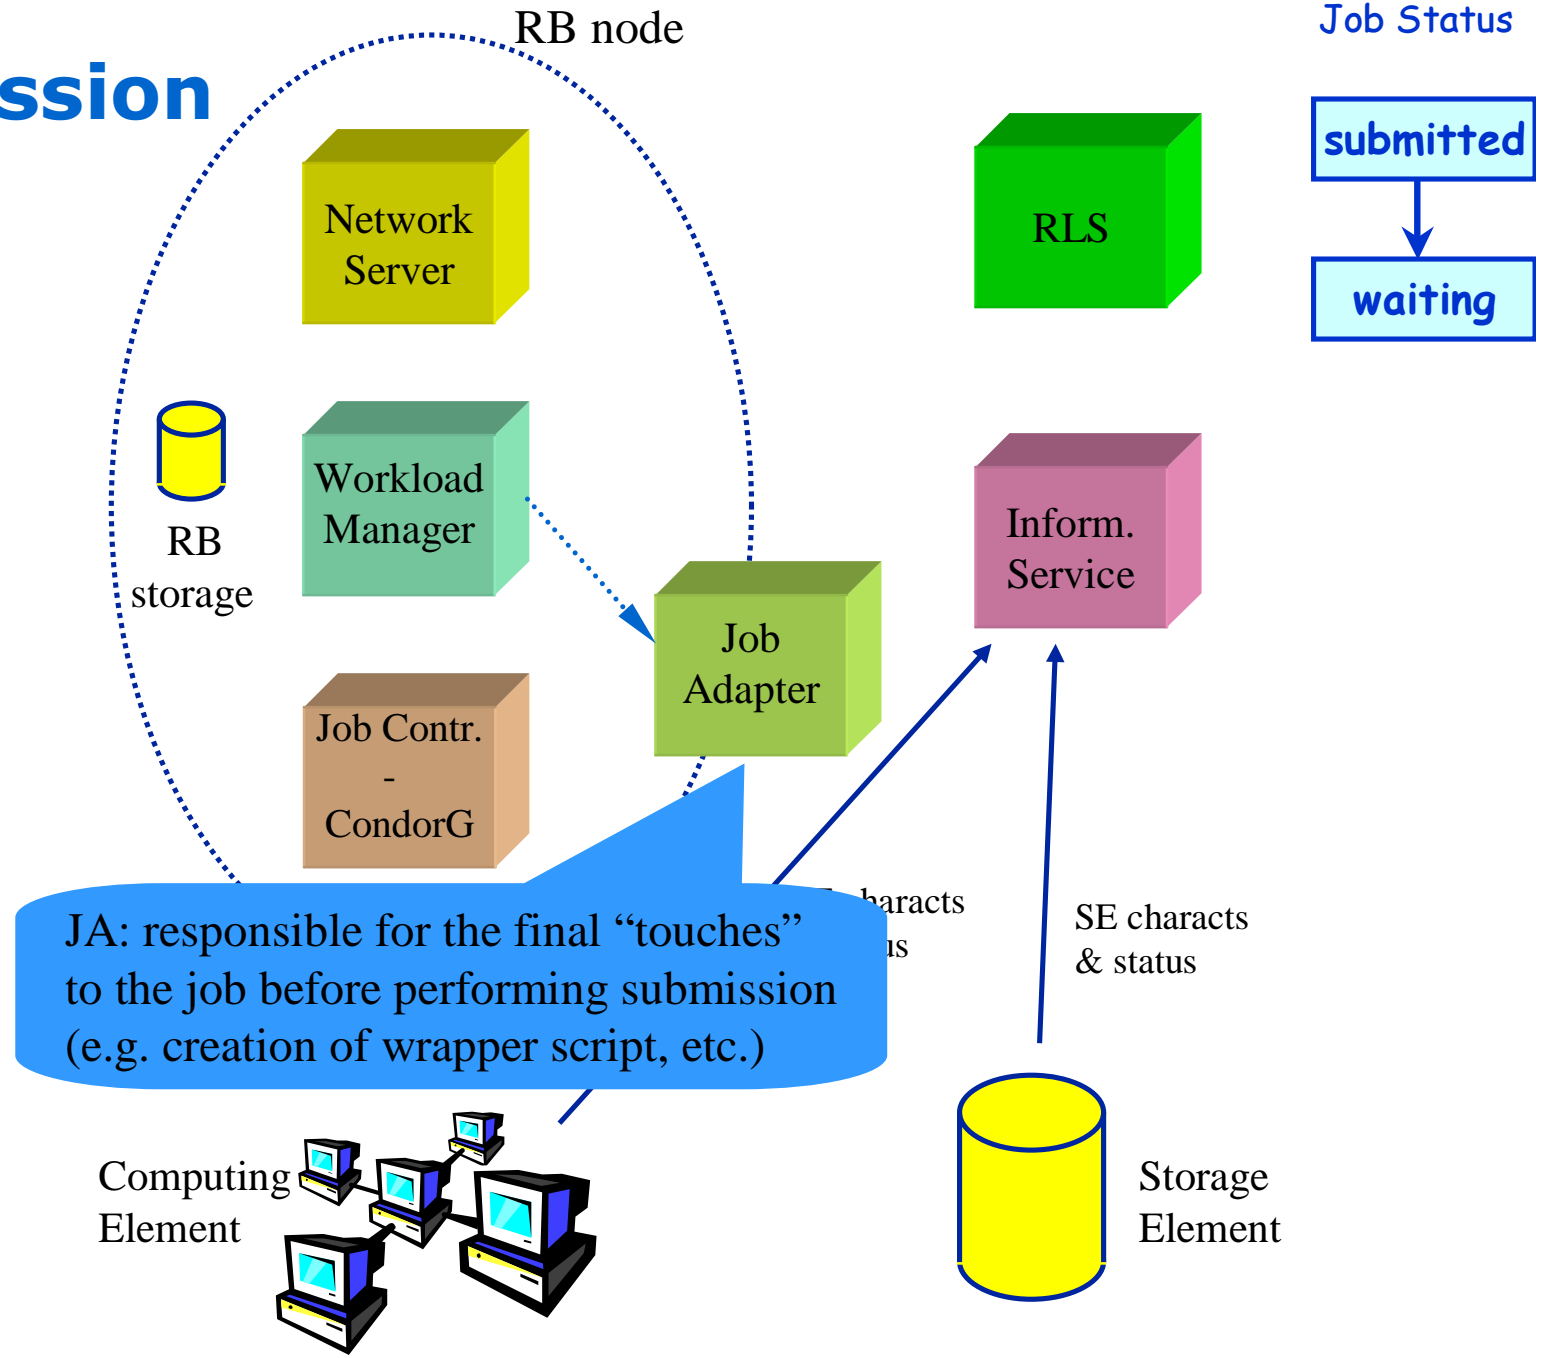 RB node
Job Status
ssion
submitted
Network
Server
RLS
waiting
Workload
Manager
RB
storage
Inform.
Service
Job
Adapter
Job Contr.
-
CondorG
characts
SE characts
& status
JA: responsible for the final “touches”
to the job before performing submission
(e.g. creation of wrapper script, etc.)
Computing
Element
Storage
Element